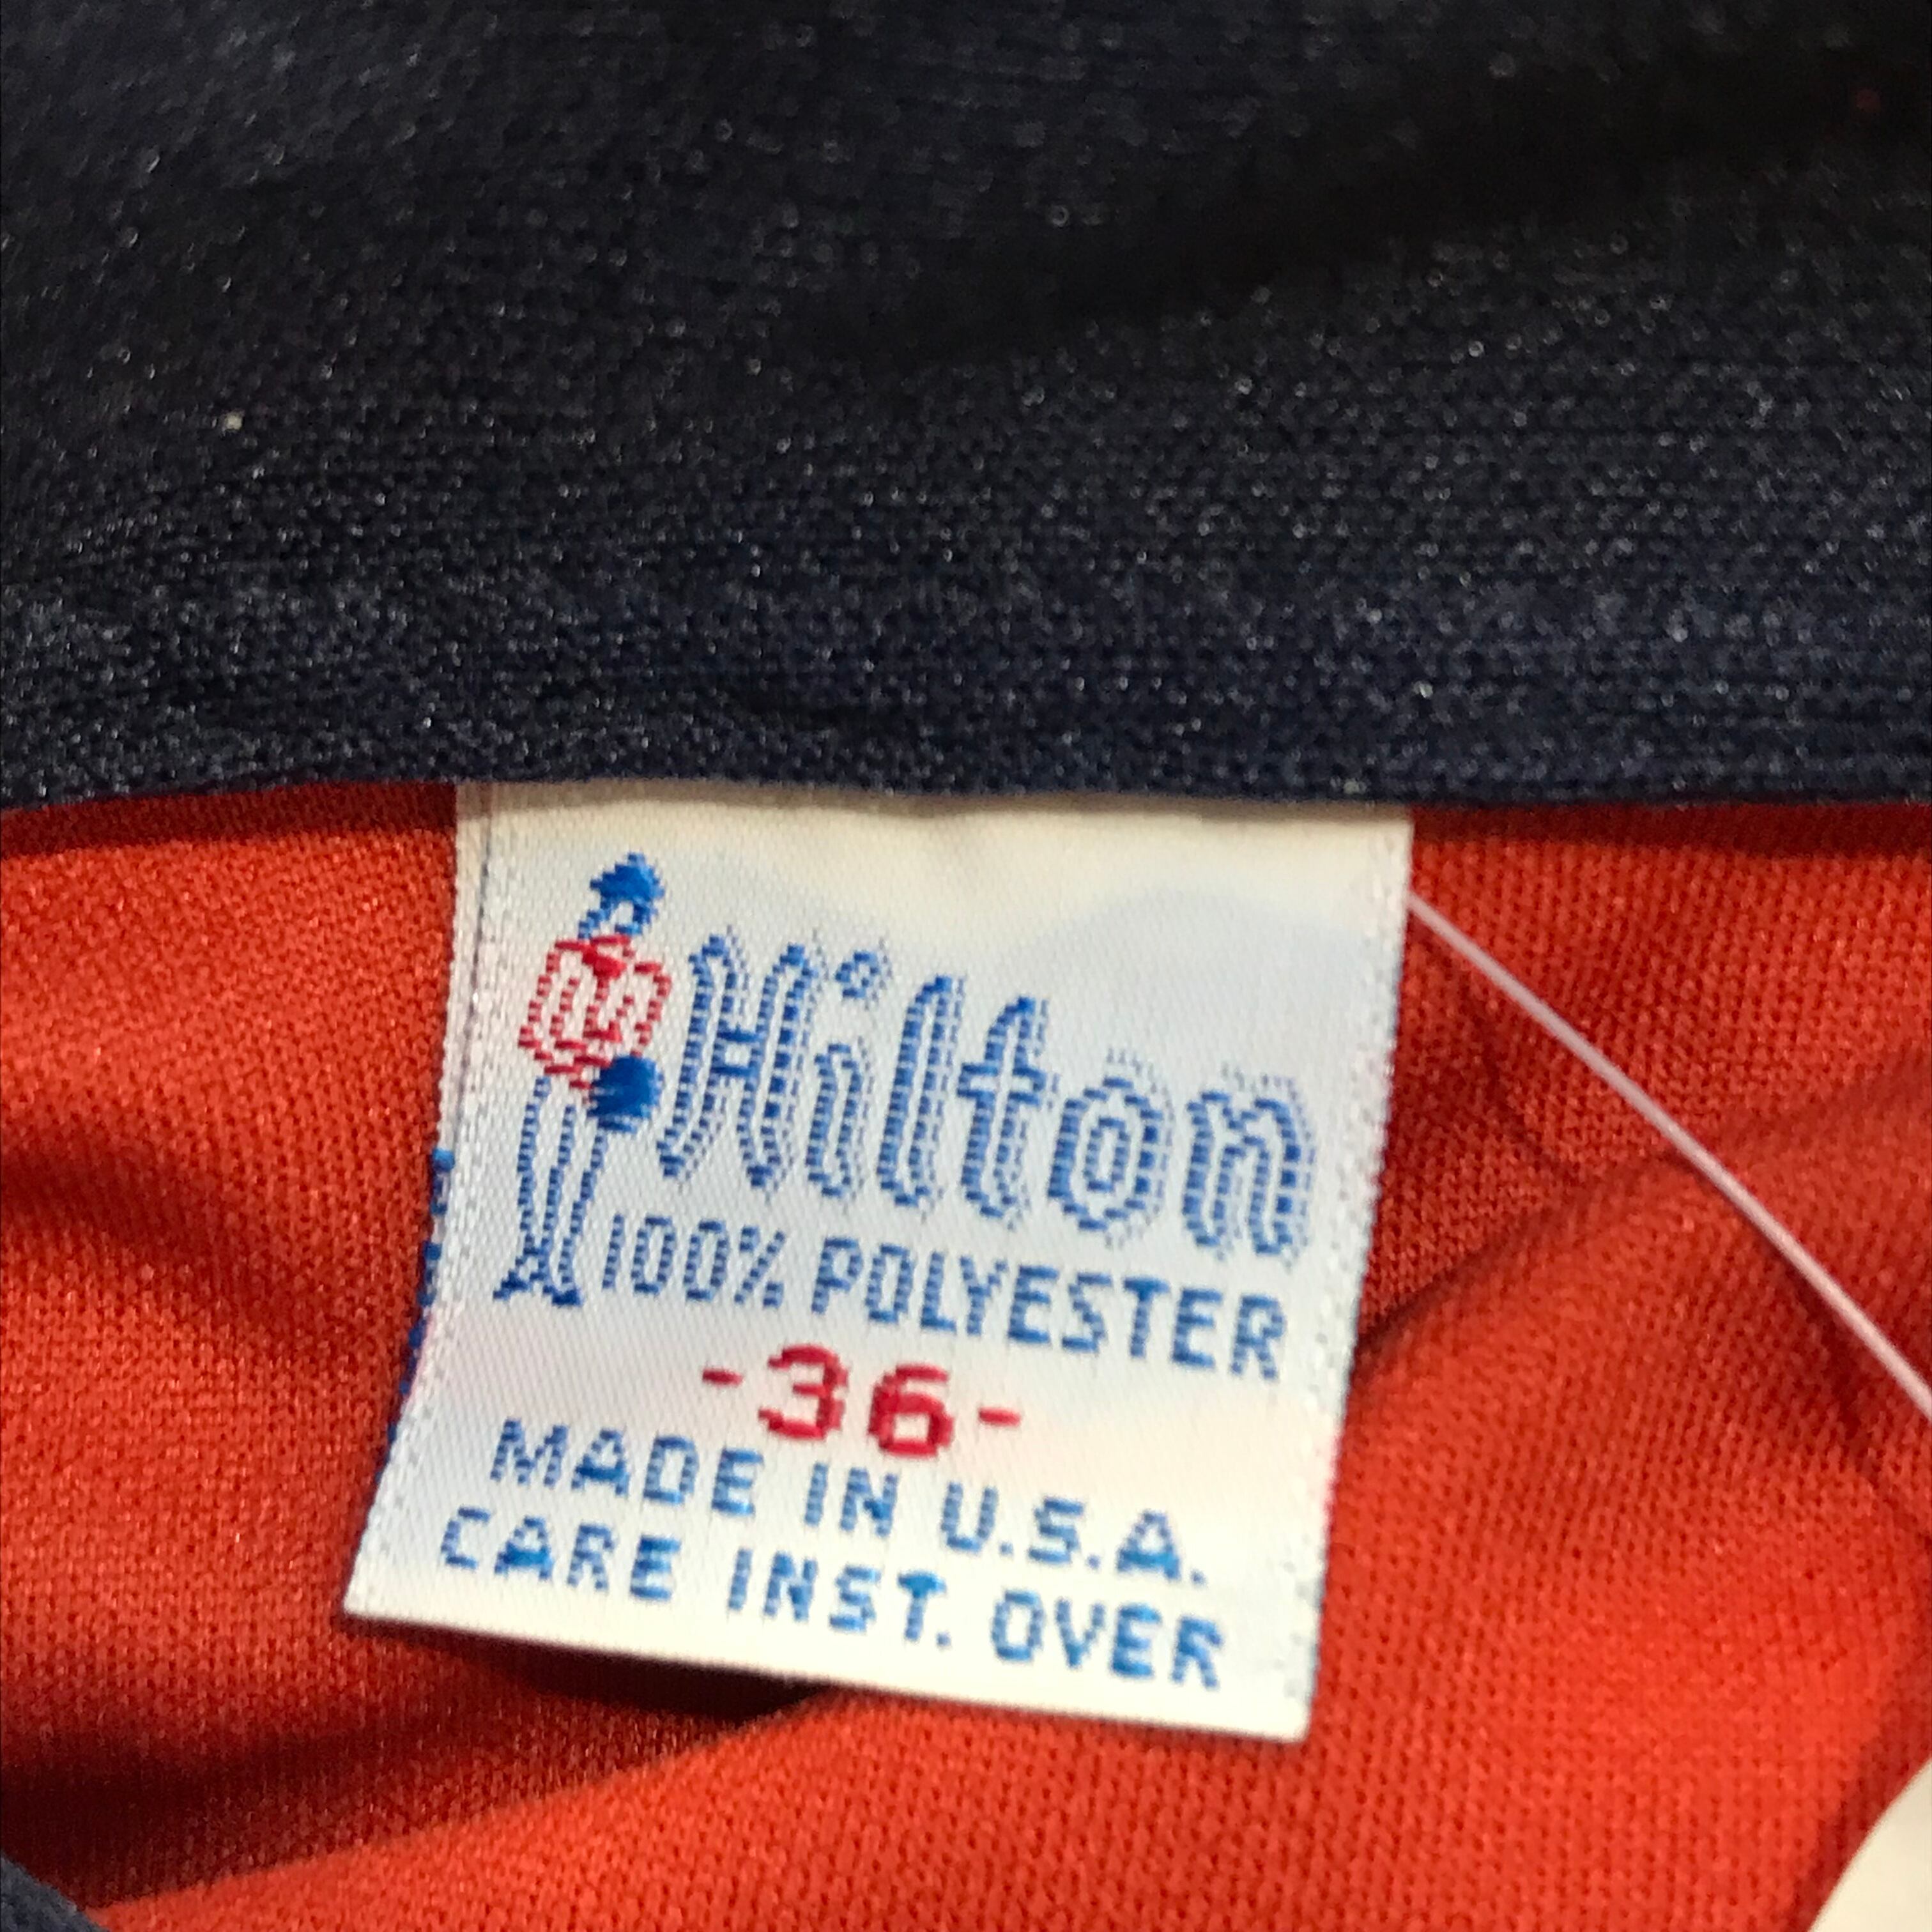 Hilton
100% POLYESTER
-36-
MADE IN U.S.A.
CARE INST. OVER